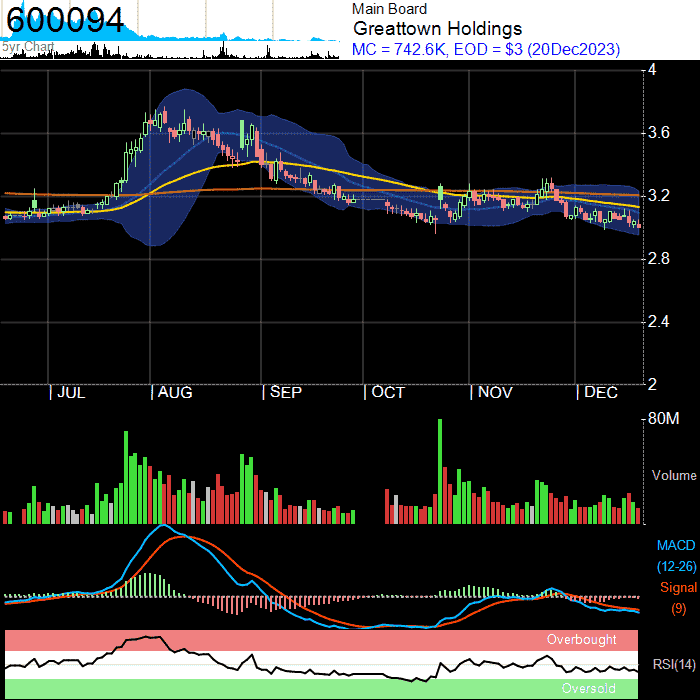 600094
5yr Chart
Main Board
Greattown Holdings
MC = 742.6K, EOD = $3 (20Dec2023)
4
3.6
3.2
2.8
2.4
2
| JUL | AUG | SEP | OCT | NOV | DEC
80M
Volume
MACD
(12-26)
Signal
(9)
Overbought
RSI(14)
Oversold